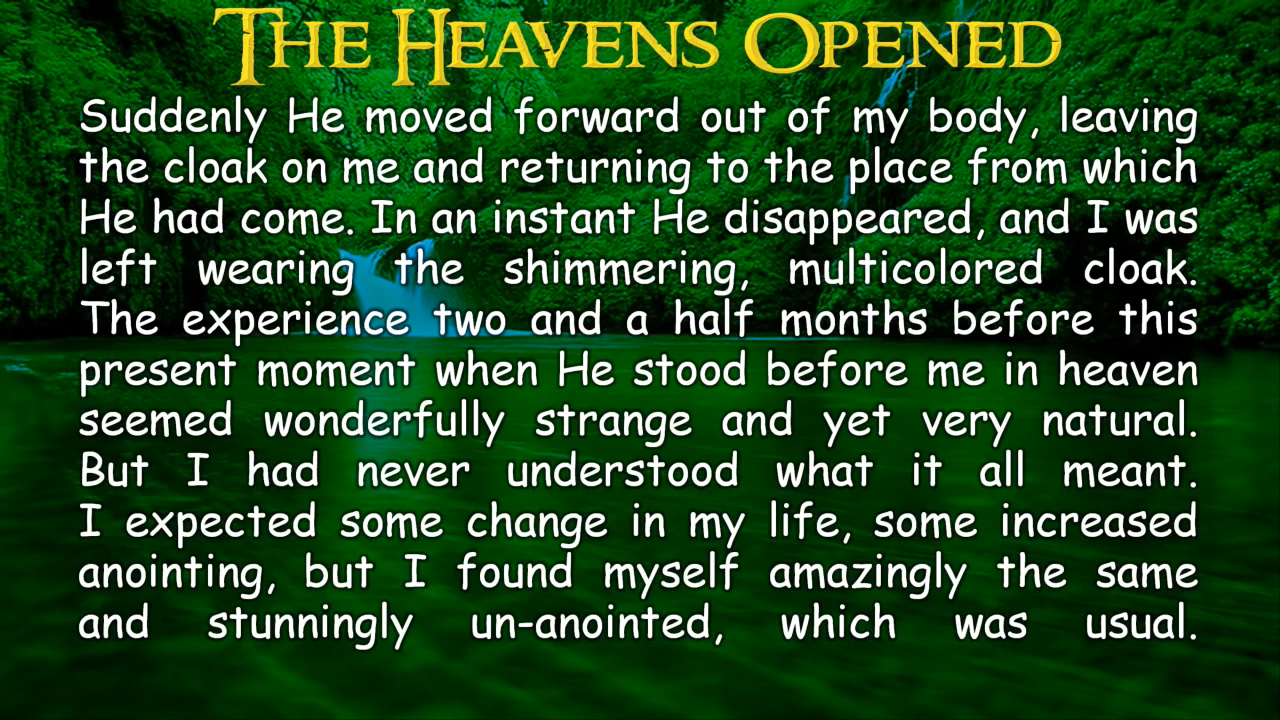 The Heavens Opened
Suddenly He moved forward out of my body, leaving
the cloak on me and returning to the place from which
He had come. In an instant He disappeared, and I was
left wearing the shimmering, multicolored cloak.
The experience two and a half months before this
present moment when He stood before me in heaven
seemed wonderfully strange and yet very natural.
But I had never understood what it all meant.
I expected some change in my life, some increased
anointing, but I found myself amazingly the same
and stunningly un-anointed, which was usual.